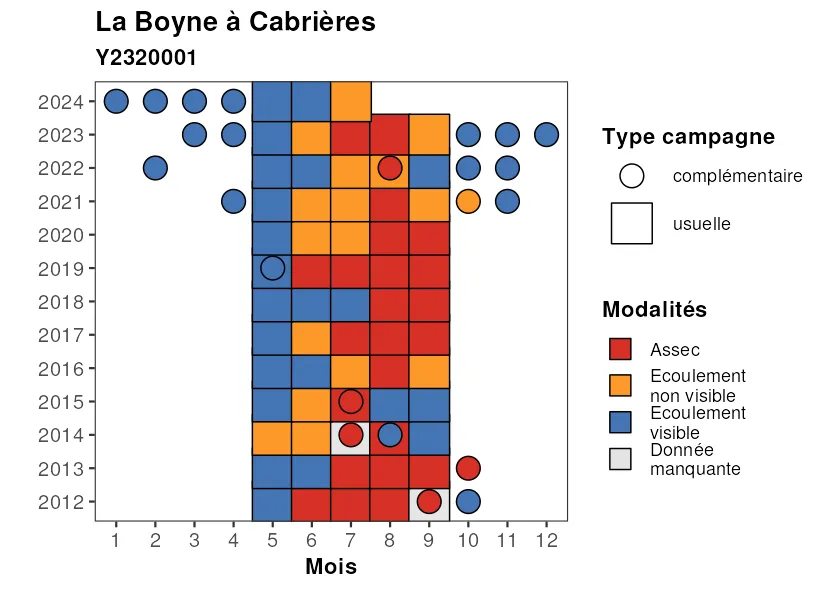 La Boyne à Cabrières
Y2320001
2024
2023
2022
2021
2020
2019
2018
2017
2016
2015
2014
2013
2012
1 2 3 4 5 6 7 8 9 10 11 12
Mois
Type campagne
complémentaire
usuelle
Modalités
Assec
Ecoulement
non visible
Ecoulement
visible
Donnée
manquante